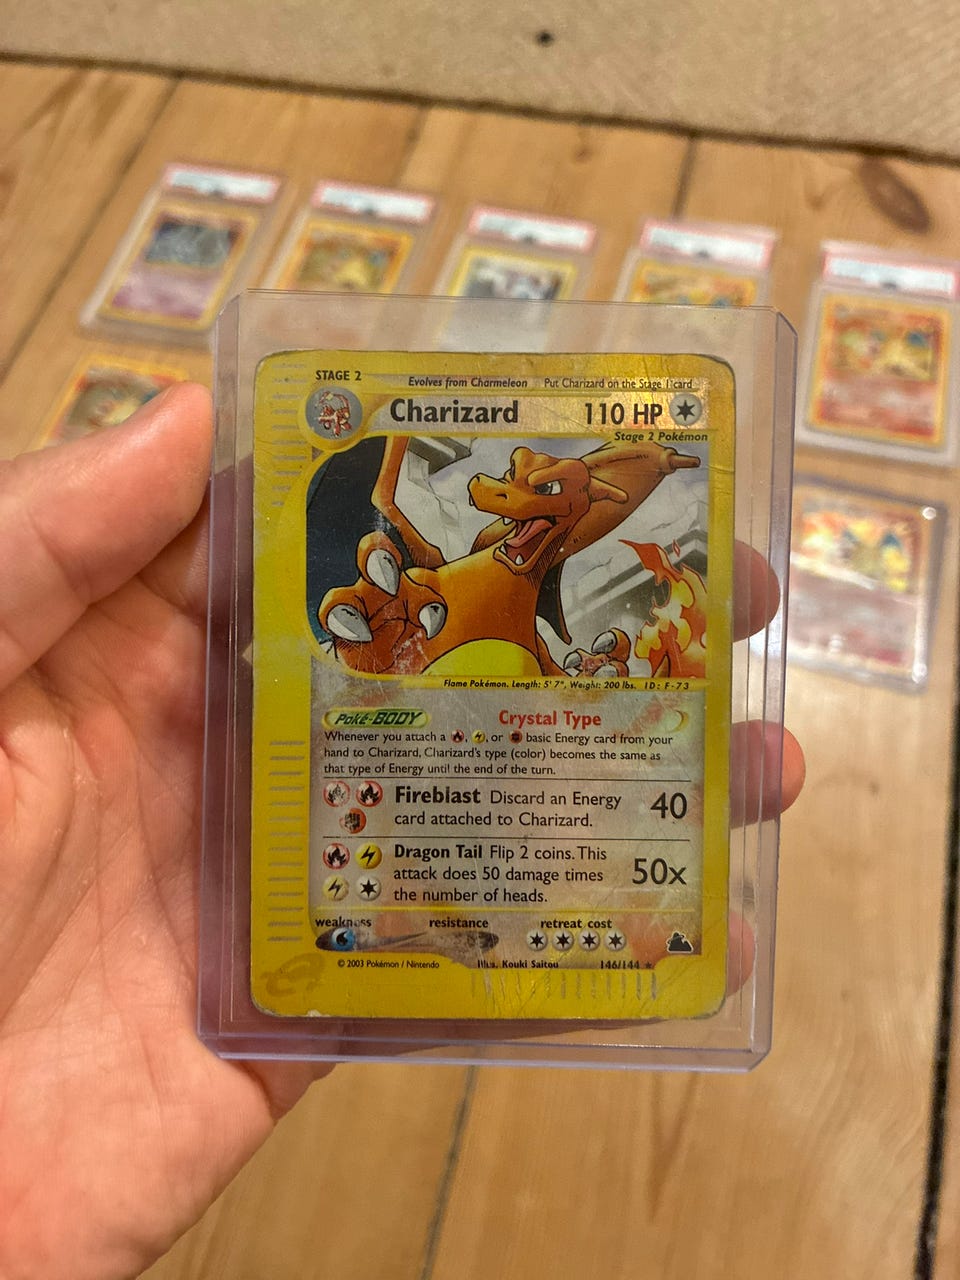 STAGE 2
Evolves from Charmeleon Put Charizard on the Stage 1 card
Charizard 110 HP
Stage 2 Pokémon
Flame Pokémon. Length: 5' 7", Weight: 200 lbs. ID: F-73
Poké-BODY Crystal Type
Whenever you attach a , , or basic Energy card from your
hand to Charizard, Charizard's type (color) becomes the same as
that type of Energy until the end of the turn.
Fireblast Discard an Energy 40
card attached to Charizard.
Dragon Tail Flip 2 coins. This
attack does 50 damage times 50x
the number of heads.
weakness resistance retreat cost
© 2003 Pokémon / Nintendo Illus. Kouki Saitou 146/144 ★